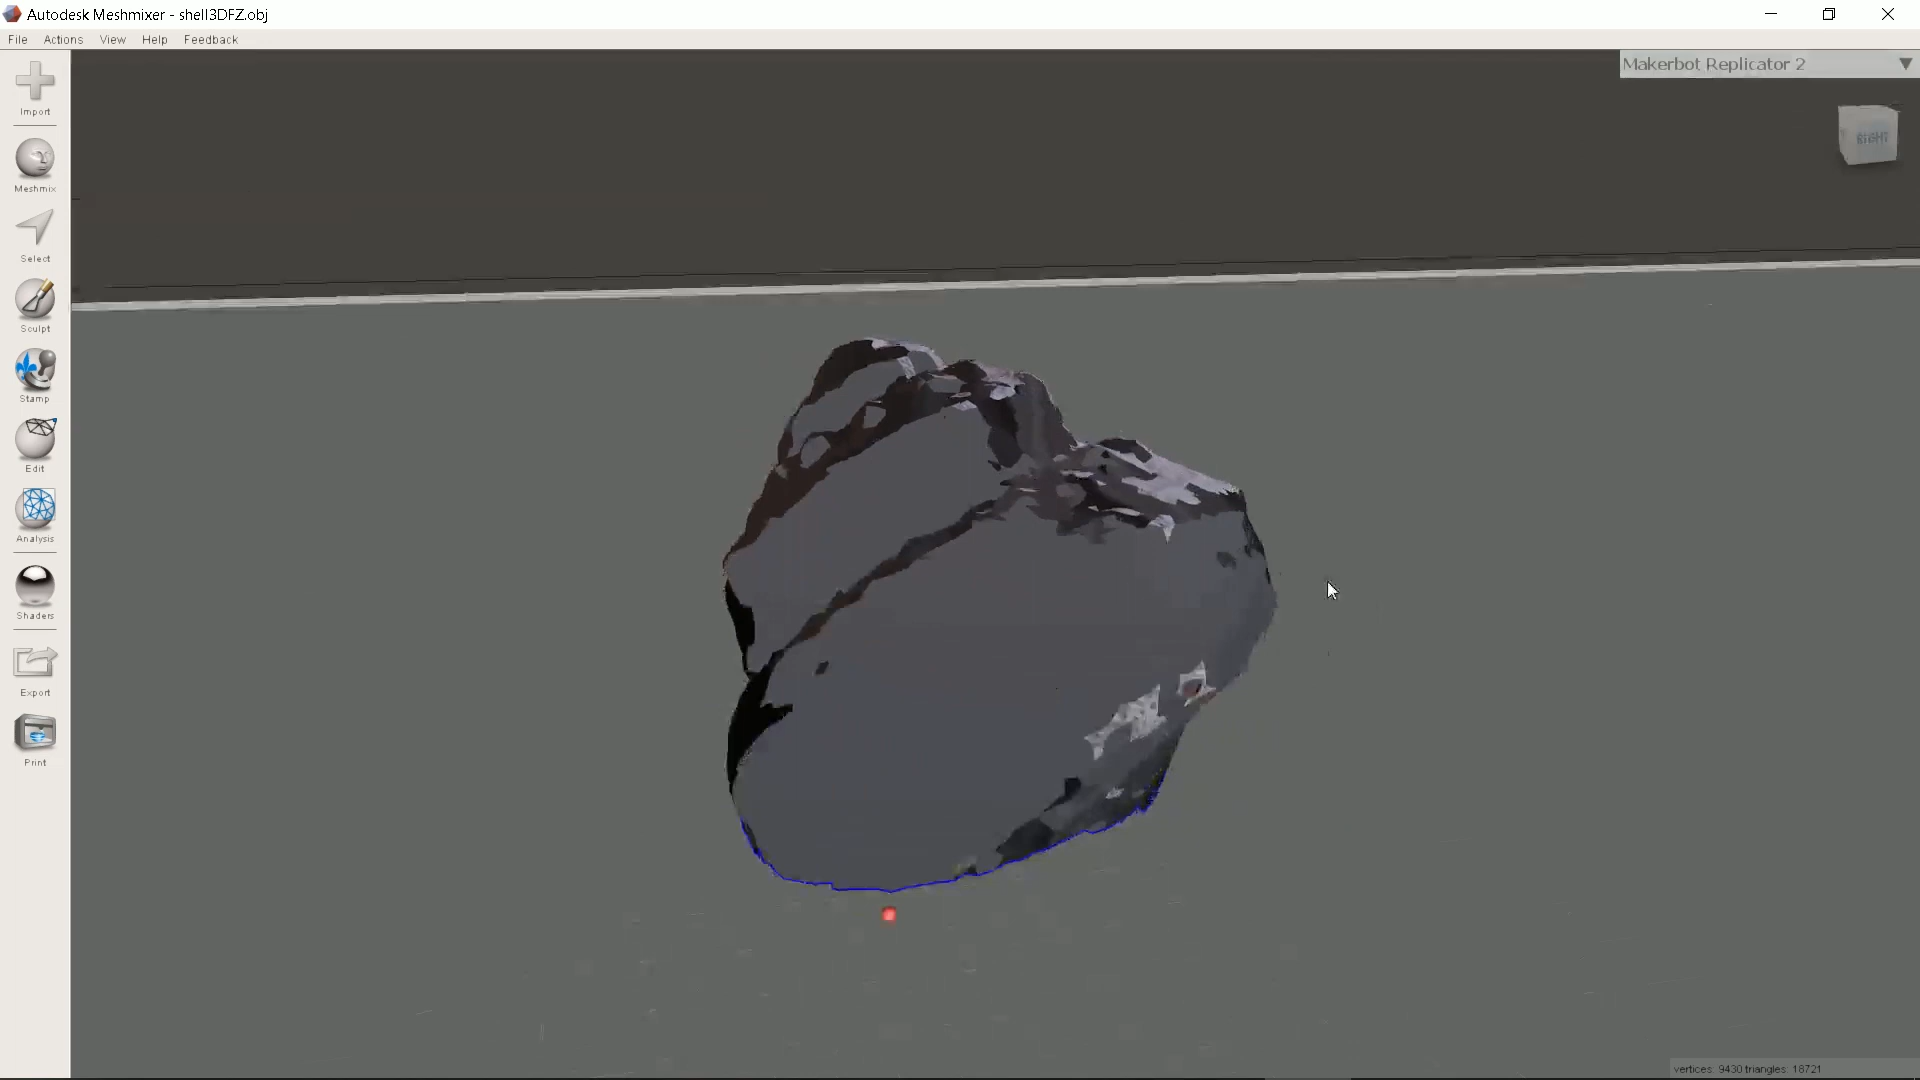 Autodesk Meshmixer - shell3DFZ.obj
File Actions View Help Feedback
Makerbot Replicator 2
RIGHT
Import
Meshmix
Select
Sculpt
Stamp
Edit
Analysis
Shaders
Export
Print
vertices: 9430 triangles: 18721